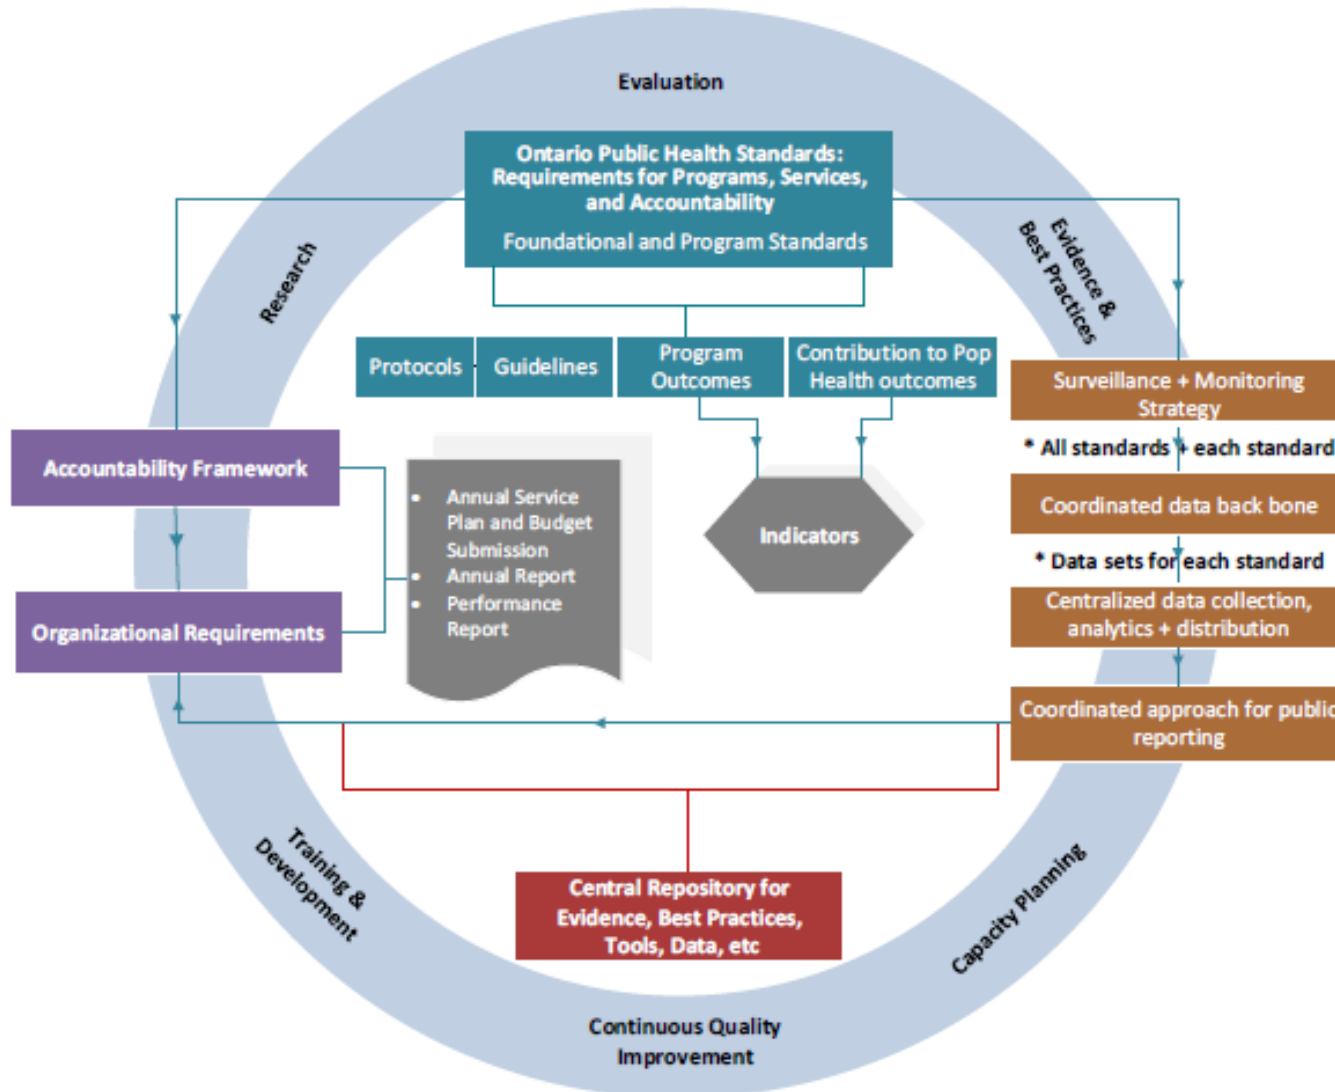 Evaluation
Ontario Public Health Standards:
Requirements for Programs, Services,
and Accountability
Foundational and Program Standards
Research
Evidence &
Best Practices
Protocols
Guidelines
Program
Outcomes
Contribution to Pop
Health outcomes
Surveillance + Monitoring
Strategy
* All standards + each standard
Accountability Framework
• Annual Service
Plan and Budget
Submission
• Annual Report
• Performance
Report
Indicators
Coordinated data back bone
* Data sets for each standard
Organizational Requirements
Centralized data collection,
analytics + distribution
Coordinated approach for public
reporting
Training &
Development
Central Repository for
Evidence, Best Practices,
Tools, Data, etc
Capacity Planning
Continuous Quality
Improvement